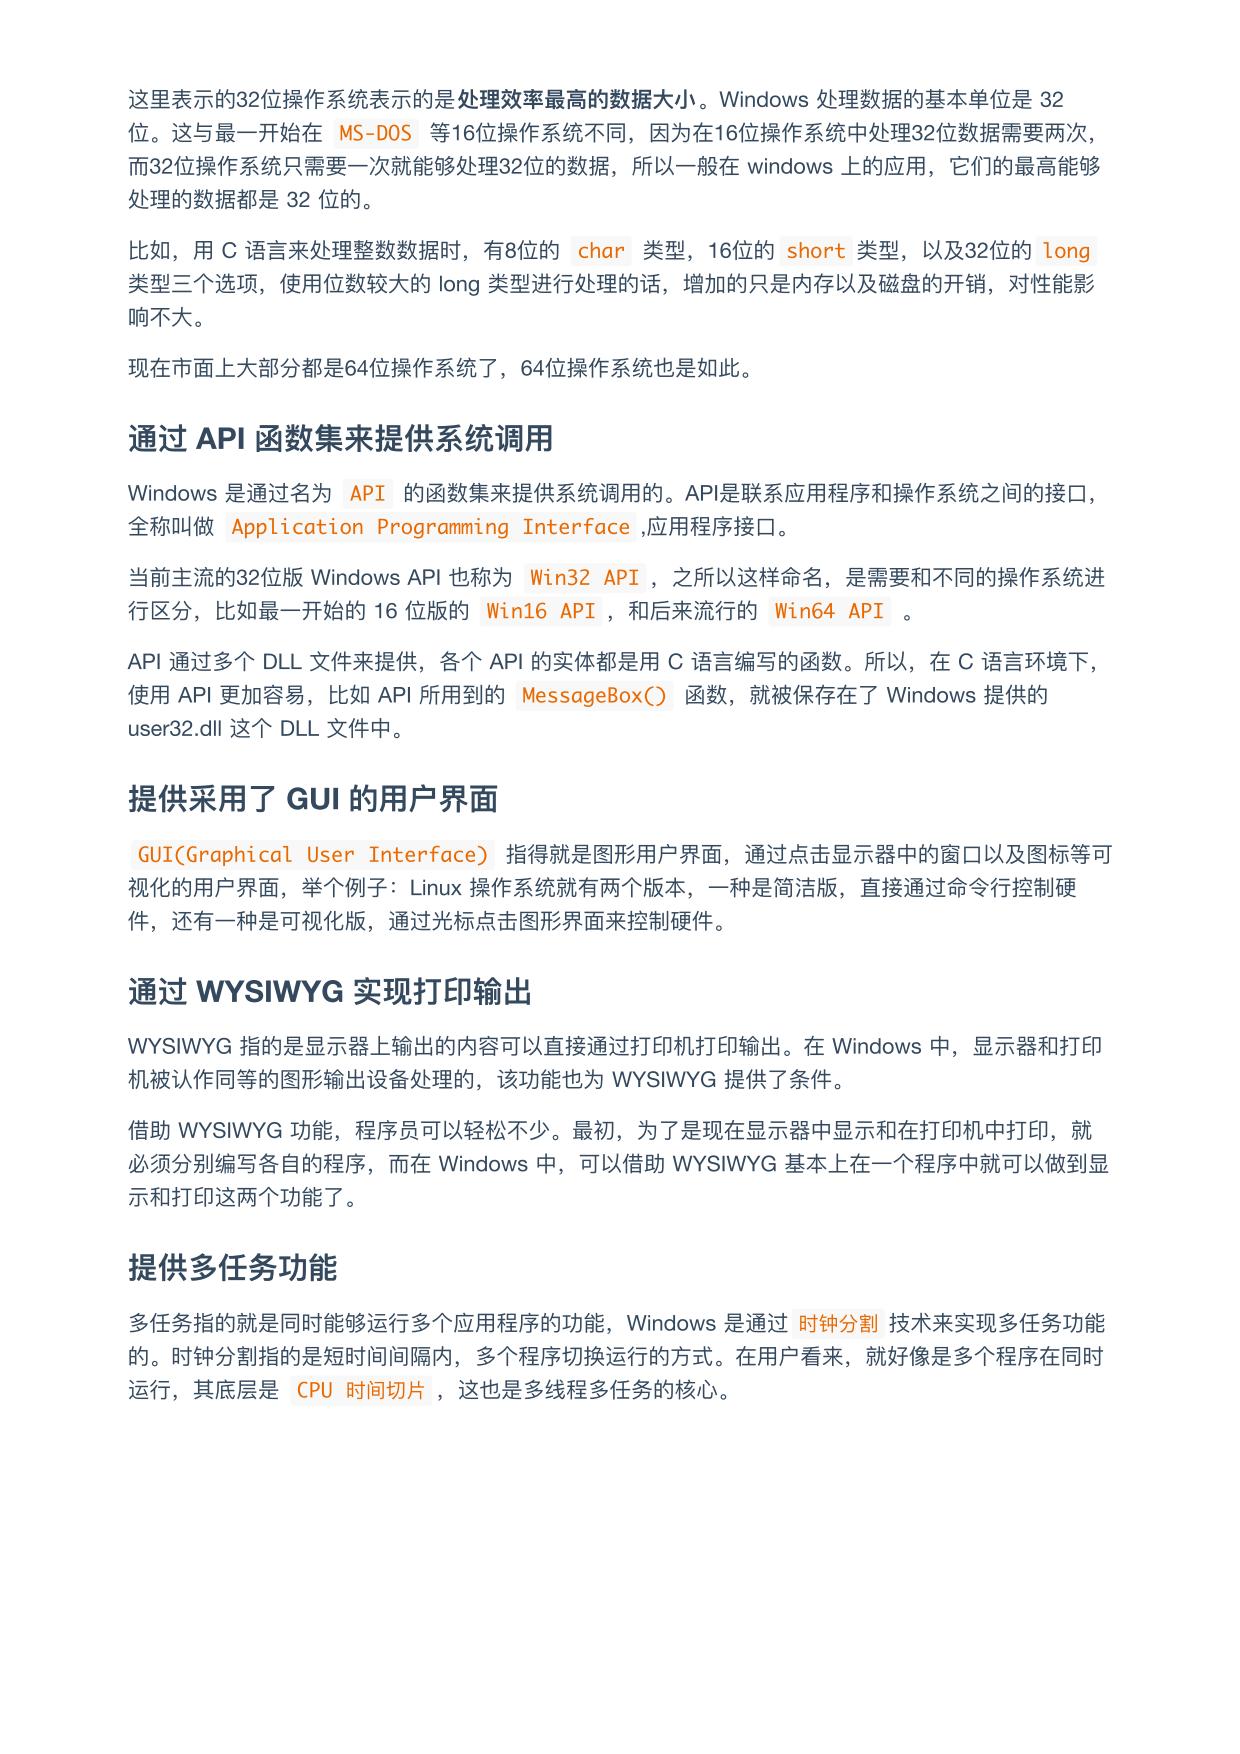 这里表示的32位操作系统表示的是处理效率最高的数据大小。Windows 处理数据的基本单位是 32
位。这与最一开始在 MS-DOS 等16位操作系统不同，因为在16位操作系统中处理32位数据需要两次，
而32位操作系统只需要一次就能够处理32位的数据，所以一般在 windows 上的应用，它们的最高能够
处理的数据都是 32 位的。
比如，用 C 语言来处理整数数据时，有8位的 char 类型，16位的 short 类型，以及32位的 long
类型三个选项，使用位数较大的 long 类型进行处理的话，增加的只是内存以及磁盘的开销，对性能影
响不大。
现在市面上大部分都是64位操作系统了，64位操作系统也是如此。
通过 API 函数集来提供系统调用
Windows 是通过名为 API 的函数集来提供系统调用的。API是联系应用程序和操作系统之间的接口，
全称叫做 Application Programming Interface ,应用程序接口。
当前主流的32位版 Windows API 也称为 Win32 API ，之所以这样命名，是需要和不同的操作系统进
行区分，比如最一开始的 16 位版的 Win16 API ，和后来流行的 Win64 API 。
API 通过多个 DLL 文件来提供，各个 API 的实体都是用 C 语言编写的函数。所以，在 C 语言环境下，
使用 API 更加容易，比如 API 所用到的 MessageBox() 函数，就被保存在了 Windows 提供的
user32.dll 这个 DLL 文件中。
提供采用了 GUI 的用户界面
GUI(Graphical User Interface) 指得就是图形用户界面，通过点击显示器中的窗口以及图标等可
视化的用户界面，举个例子：Linux 操作系统就有两个版本，一种是简洁版，直接通过命令行控制硬
件，还有一种是可视化版，通过光标点击图形界面来控制硬件。
通过 WYSIWYG 实现打印输出
WYSIWYG 指的是显示器上输出的内容可以直接通过打印机打印输出。在 Windows 中，显示器和打印
机被认作同等的图形输出设备处理的，该功能也为 WYSIWYG 提供了条件。
借助 WYSIWYG 功能，程序员可以轻松不少。最初，为了是现在显示器中显示和在打印机中打印，就
必须分别编写各自的程序，而在 Windows 中，可以借助 WYSIWYG 基本上在一个程序中就可以做到显
示和打印这两个功能了。
提供多任务功能
多任务指的就是同时能够运行多个应用程序的功能，Windows 是通过 时钟分割 技术来实现多任务功能
的。时钟分割指的是短时间间隔内，多个程序切换运行的方式。在用户看来，就好像是多个程序在同时
运行，其底层是 CPU 时间切片 ，这也是多线程多任务的核心。